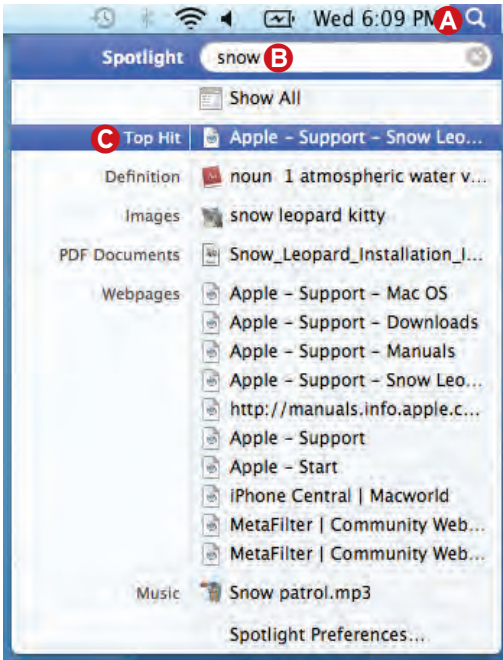 Wed 6:09 PM A
Spotlight snow B
Show All
C Top Hit Apple – Support – Snow Leo...
Definition noun 1 atmospheric water v...
Images snow leopard kitty
PDF Documents Snow_Leopard_Installation_I...
Webpages Apple – Support – Mac OS
Apple – Support – Downloads
Apple – Support – Manuals
Apple – Support – Snow Leo...
http://manuals.info.apple.c...
Apple – Support
Apple – Start
iPhone Central | Macworld
MetaFilter | Community Web...
MetaFilter | Community Web...
Music Snow patrol.mp3
Spotlight Preferences...